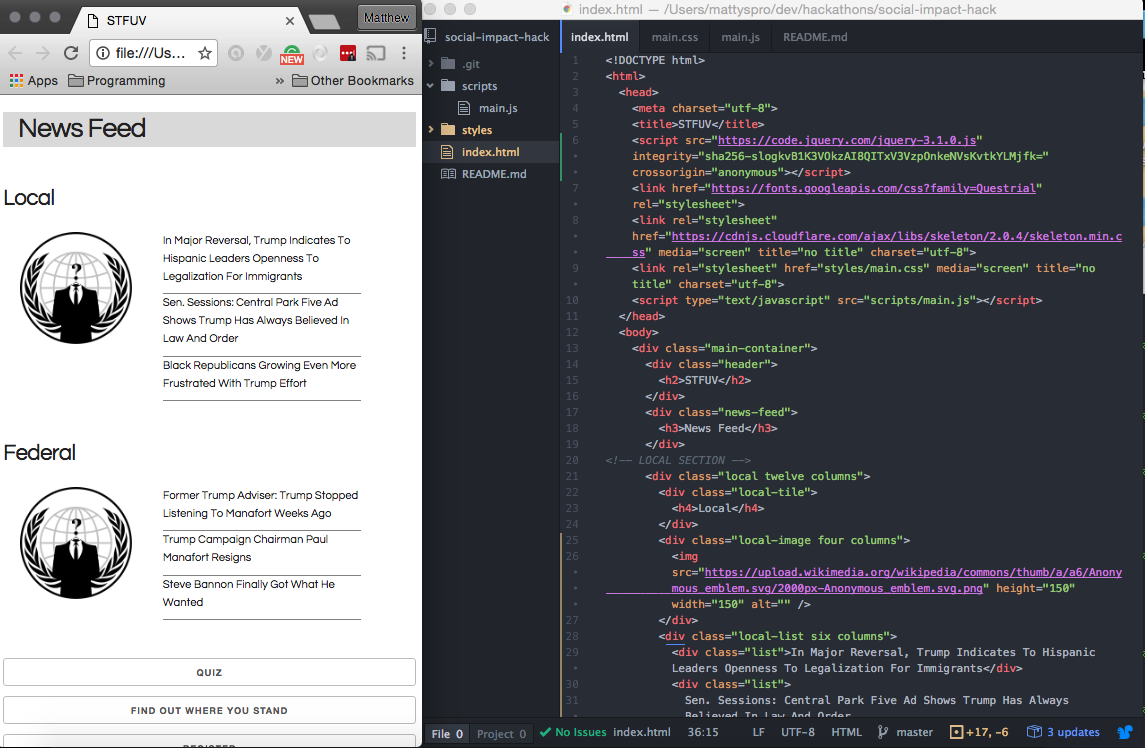 STFUV
Matthew
file:///Us...
NEW
Apps
Programming
»
Other Bookmarks
News Feed
Local
In Major Reversal, Trump Indicates To
Hispanic Leaders Openness To
Legalization For Immigrants
Sen. Sessions: Central Park Five Ad
Shows Trump Has Always Believed In
Law And Order
Black Republicans Growing Even More
Frustrated With Trump Effort
Federal
Former Trump Adviser: Trump Stopped
Listening To Manafort Weeks Ago
Trump Campaign Chairman Paul
Manafort Resigns
Steve Bannon Finally Got What He
Wanted
QUIZ
FIND OUT WHERE YOU STAND
REGISTER
index.html — /Users/mattyspro/dev/hackathons/social-impact-hack
social-impact-hack
.git
scripts
main.js
styles
index.html
README.md
index.html main.css main.js README.md
1 <!DOCTYPE html>
2 <html>
3 <head>
4 <meta charset="utf-8">
5 <title>STFUV</title>
6 <script src="https://code.jquery.com/jquery-3.1.0.js"
• integrity="sha256-slogkvB1K3VOkzAI8QITxV3VzpOnkeNVsKvtkYLMjfk="
• crossorigin="anonymous"></script>
7 <link href="https://fonts.googleapis.com/css?family=Questrial"
• rel="stylesheet">
8 <link rel="stylesheet"
• href="https://cdnjs.cloudflare.com/ajax/libs/skeleton/2.0.4/skeleton.min.c
• ss" media="screen" title="no title" charset="utf-8">
9 <link rel="stylesheet" href="styles/main.css" media="screen" title="no
• title" charset="utf-8">
10 <script type="text/javascript" src="scripts/main.js"></script>
11 </head>
12 <body>
13 <div class="main-container">
14 <div class="header">
15 <h2>STFUV</h2>
16 </div>
17 <div class="news-feed">
18 <h3>News Feed</h3>
19 </div>
20 <!-- LOCAL SECTION -->
21 <div class="local twelve columns">
22 <div class="local-tile">
23 <h4>Local</h4>
24 </div>
25 <div class="local-image four columns">
26 <img
• src="https://upload.wikimedia.org/wikipedia/commons/thumb/a/a6/Anony
• mous_emblem.svg/2000px-Anonymous_emblem.svg.png" height="150"
• width="150" alt="" />
27 </div>
28 <div class="local-list six columns">
29 <div class="list">In Major Reversal, Trump Indicates To Hispanic
• Leaders Openness To Legalization For Immigrants</div>
30 <div class="list">
31 Sen. Sessions: Central Park Five Ad Shows Trump Has Always
• Believed In Law And Order
File 0 Project 0 No Issues index.html 36:15 LF UTF-8 HTML master +17, -6 3 updates